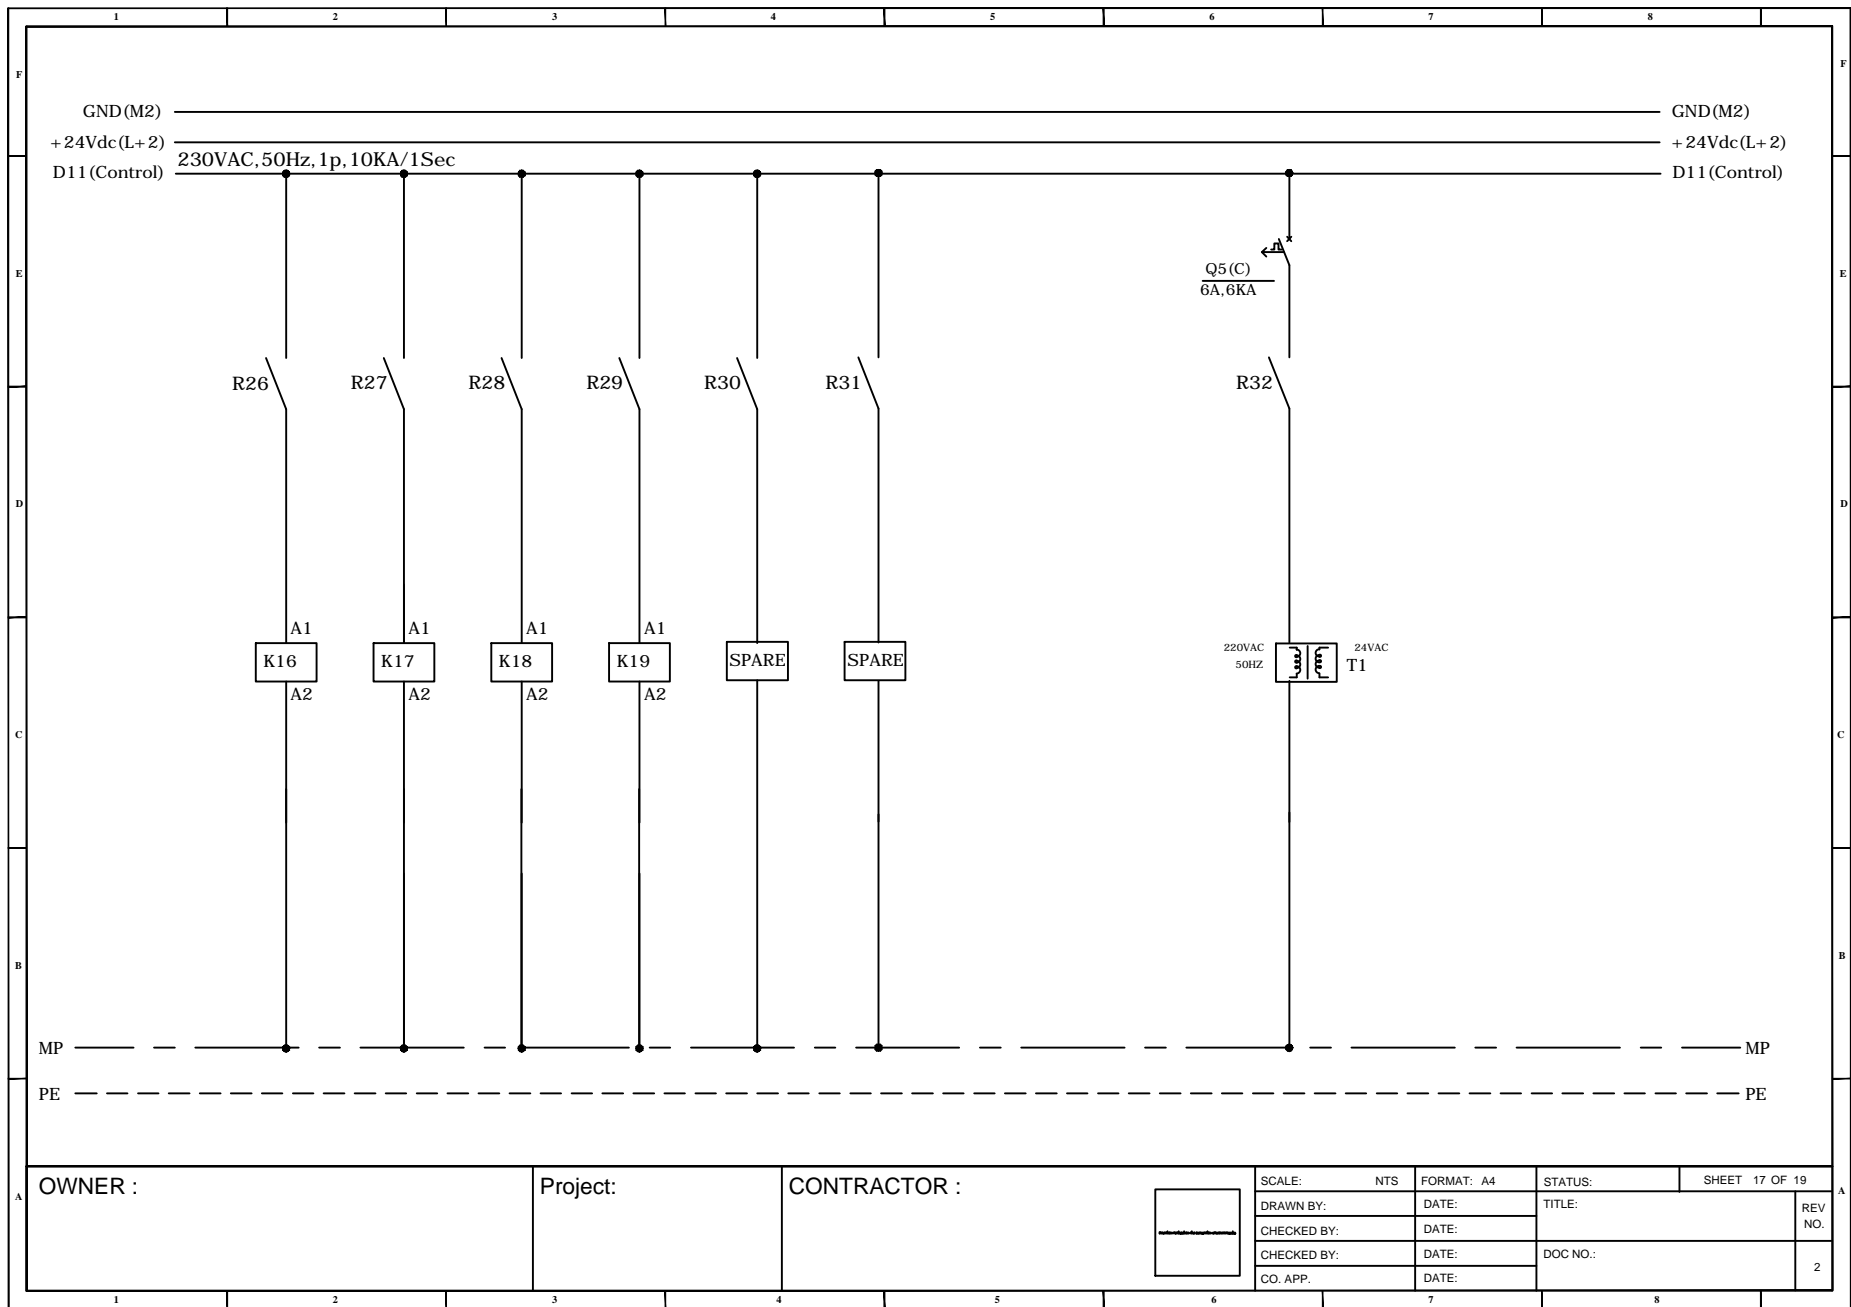 1 2 3 4 5 6 7 8
F F
GND(M2) GND(M2)
+24Vdc(L+2) +24Vdc(L+2)
230VAC,50Hz,1p,10KA/1Sec
D11(Control) D11(Control)
E E
Q5(C)
6A,6KA
R26 R27 R28 R29 R30 R31 R32
D D
A1 A1 A1 A1
K16 K17 K18 K19 SPARE SPARE
220VAC 24VAC
50HZ T1
A2 A2 A2 A2
C C
B B
MP MP
PE PE
A A
OWNER : Project: CONTRACTOR :
SCALE: NTS FORMAT: A4 STATUS: SHEET 17 OF 19
DRAWN BY: DATE: TITLE: REV NO.
CHECKED BY: DATE:
CHECKED BY: DATE: DOC NO.: 2
CO. APP. DATE:
1 2 3 4 5 6 7 8